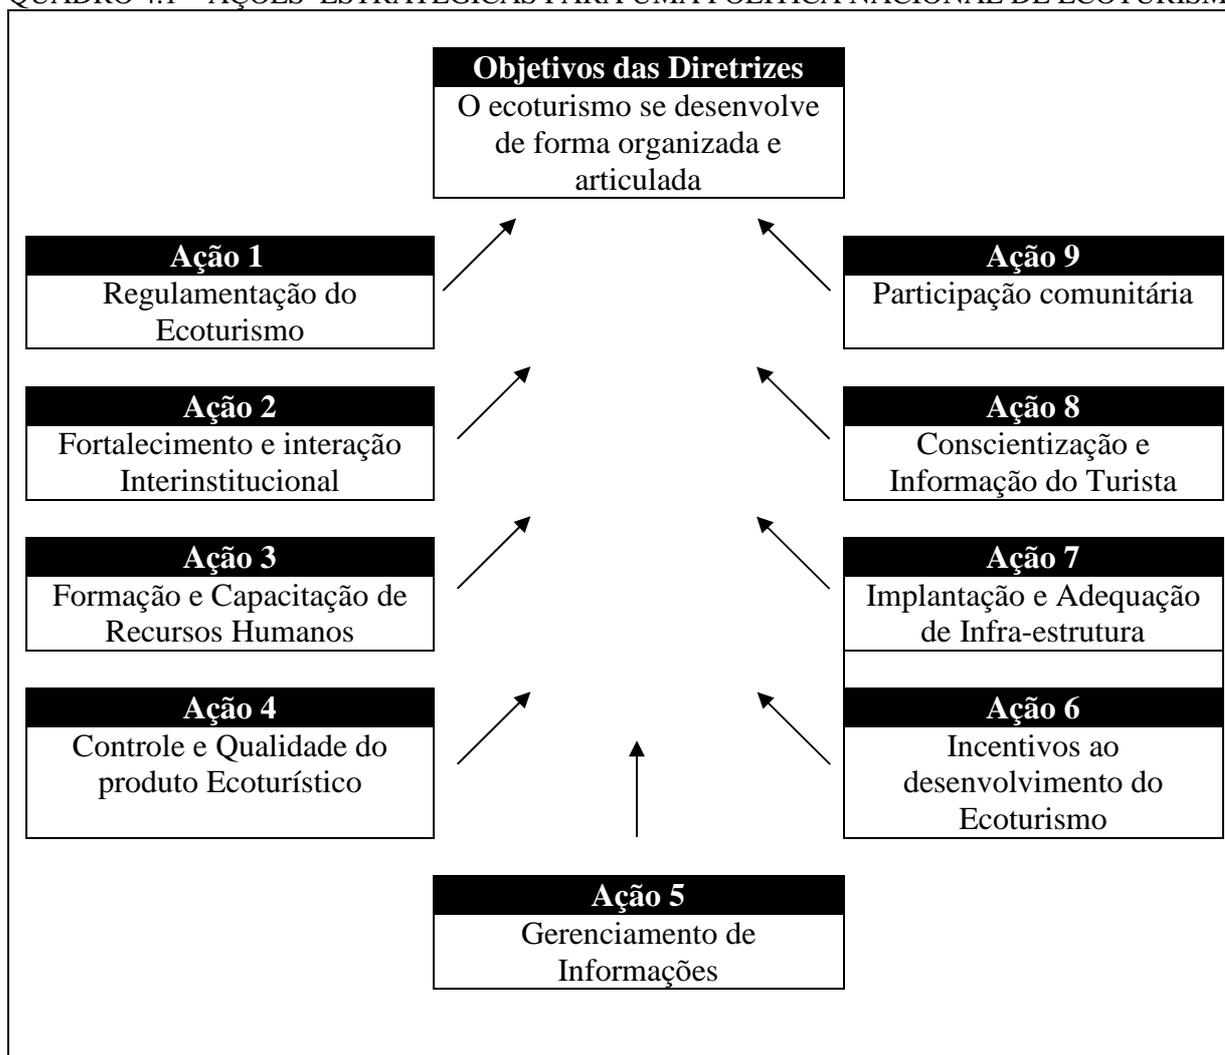 QUADRO 4.1 – AÇÕES ESTRATÉGICAS PARA UMA POLÍTICA NACIONAL DE ECOTURISM
Objetivos das Diretrizes
O ecoturismo se desenvolve
de forma organizada e
articulada
Ação 1
Regulamentação do
Ecoturismo
Ação 9
Participação comunitária
Ação 2
Fortalecimento e interação
Interinstitucional
Ação 8
Conscientização e
Informação do Turista
Ação 3
Formação e Capacitação de
Recursos Humanos
Ação 7
Implantação e Adequação
de Infra-estrutura
Ação 4
Controle e Qualidade do
produto Ecoturístico
Ação 6
Incentivos ao
desenvolvimento do
Ecoturismo
Ação 5
Gerenciamento de
Informações